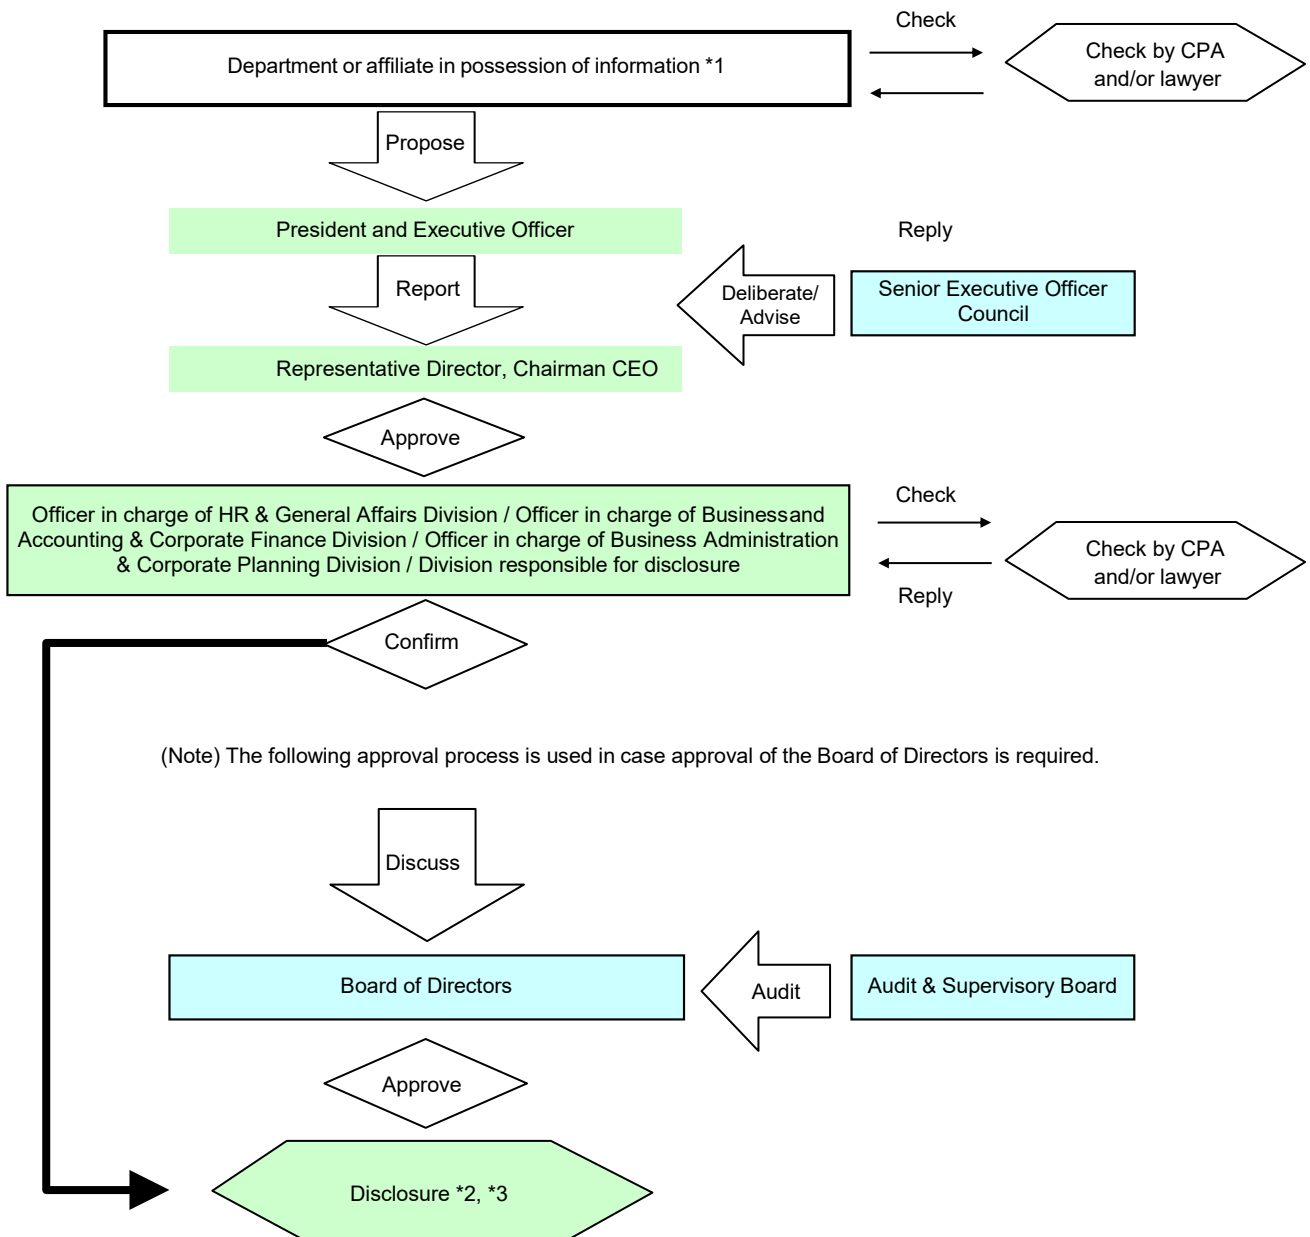 Check
Department or affiliate in possession of information *1
Check by CPA
and/or lawyer
Propose
President and Executive Officer
Reply
Report
Deliberate/
Advise
Senior Executive Officer
Council
Representative Director, Chairman CEO
Approve
Check
Officer in charge of HR & General Affairs Division / Officer in charge of Businessand
Accounting & Corporate Finance Division / Officer in charge of Business Administration
& Corporate Planning Division / Division responsible for disclosure
Check by CPA
and/or lawyer
Reply
Confirm
(Note) The following approval process is used in case approval of the Board of Directors is required.
Discuss
Board of Directors
Audit
Audit & Supervisory Board
Approve
Disclosure *2, *3